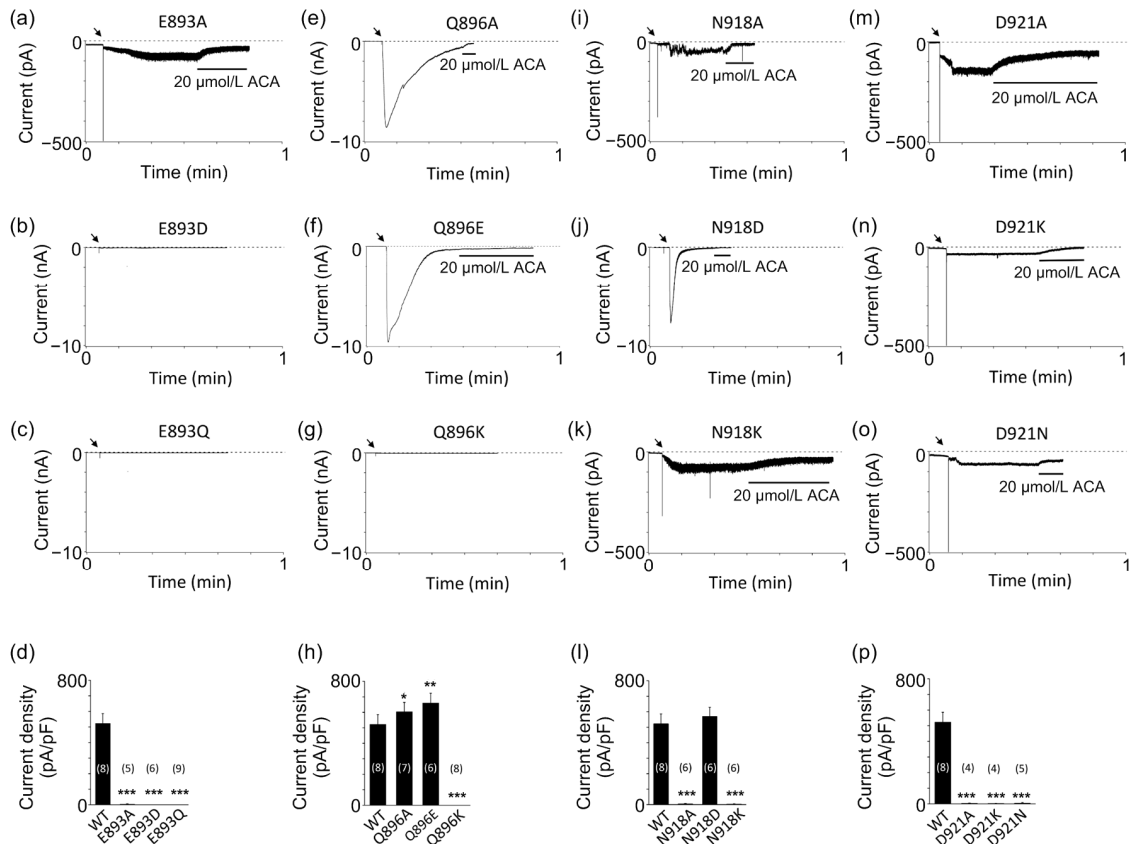 (a) E893A
Current (pA)
0
−500
20 µmol/L ACA
0 1
Time (min)
(e) Q896A
Current (nA)
0
−10
20 µmol/L ACA
0 1
Time (min)
(i) N918A
Current (pA)
0
−500
20 µmol/L ACA
0 1
Time (min)
(m) D921A
Current (pA)
0
−500
20 µmol/L ACA
0 1
Time (min)
(b) E893D
Current (nA)
0
−10
0 1
Time (min)
(f) Q896E
Current (nA)
0
−10
20 µmol/L ACA
0 1
Time (min)
(j) N918D
Current (nA)
0
−10
20 µmol/L ACA
0 1
Time (min)
(n) D921K
Current (pA)
0
−500
20 µmol/L ACA
0 1
Time (min)
(c) E893Q
Current (nA)
0
−10
0 1
Time (min)
(g) Q896K
Current (nA)
0
−10
0 1
Time (min)
(k) N918K
Current (pA)
0
−500
20 µmol/L ACA
0 1
Time (min)
(o) D921N
Current (pA)
0
−500
20 µmol/L ACA
0 1
Time (min)
(d)
Current density
(pA/pF)
800
0
(8) (5) (6) (9)
*** *** ***
WT E893A E893D E893Q
(h)
Current density
(pA/pF)
800
0
* **
(8) (7) (6) (8)
***
WT Q896A Q896E Q896K
(l)
Current density
(pA/pF)
800
0
(8) (6) (6) (6)
*** ***
WT N918A N918D N918K
(p)
Current density
(pA/pF)
800
0
(8) (4) (4) (5)
*** *** ***
WT D921A D921K D921N